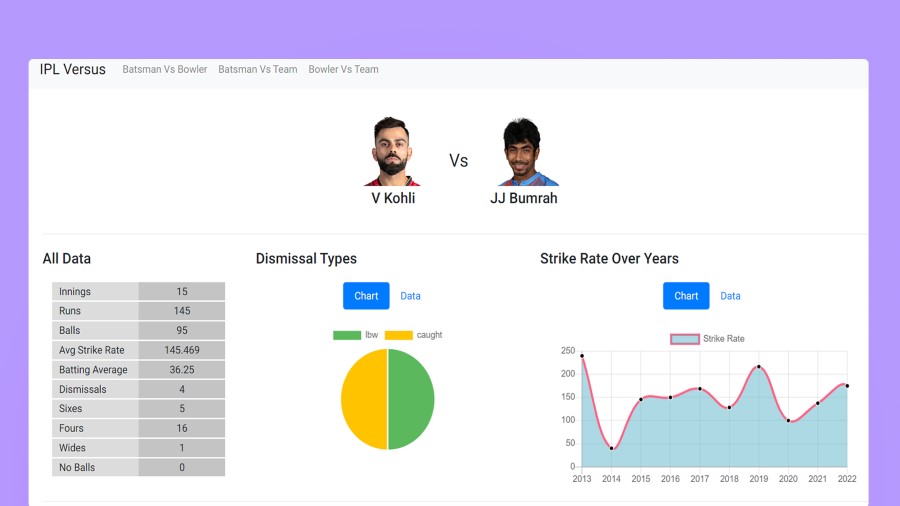 IPL Versus Batsman Vs Bowler Batsman Vs Team Bowler Vs Team
Vs
V Kohli JJ Bumrah
All Data
Innings 15
Runs 145
Balls 95
Avg Strike Rate 145.469
Batting Average 36.25
Dismissals 4
Sixes 5
Fours 16
Wides 1
No Balls 0
Dismissal Types
Chart Data
lbw caught
Strike Rate Over Years
Chart Data
Strike Rate
250
200
150
100
50
0
2013 2014 2015 2016 2017 2018 2019 2020 2021 2022